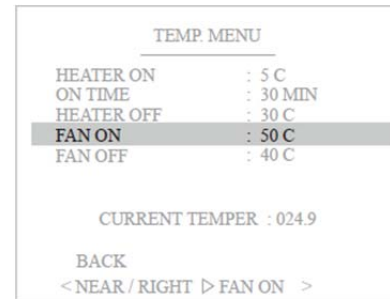 TEMP. MENU
HEATER ON : 5 C
ON TIME : 30 MIN
HEATER OFF : 30 C
FAN ON : 50 C
FAN OFF : 40 C
CURRENT TEMPER : 024.9
BACK
< NEAR / RIGHT ▷ FAN ON >